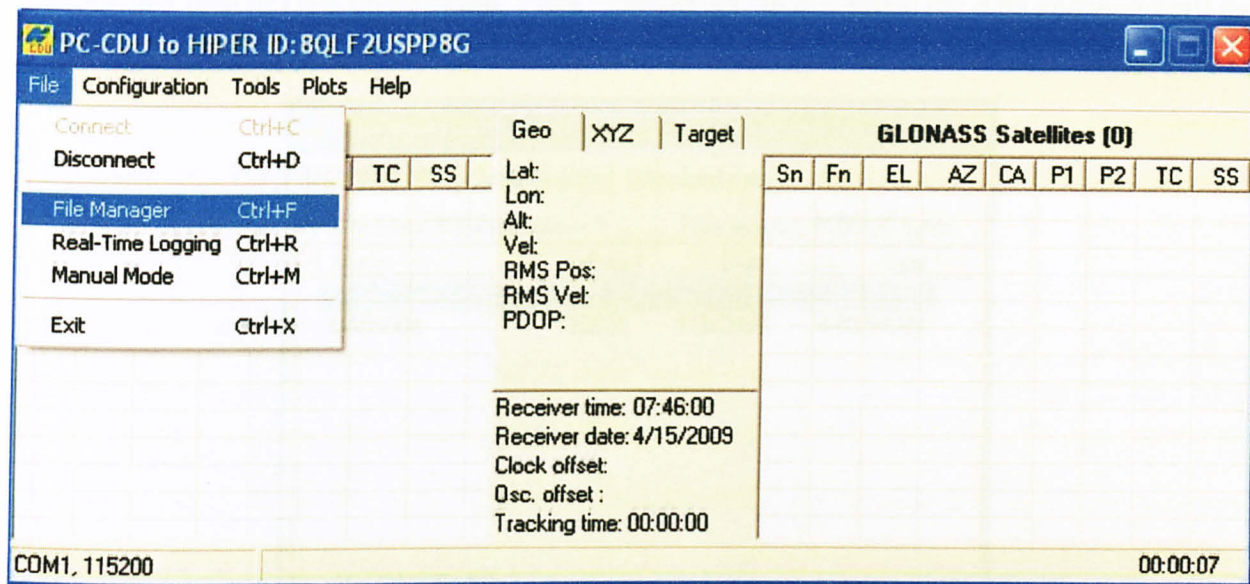 PC-CDU to HIPER ID:8QLF2USPP8G
File Configuration Tools Plots Help
Connect Ctrl+C
Disconnect Ctrl+D
File Manager Ctrl+F
Real-Time Logging Ctrl+R
Manual Mode Ctrl+M
Exit Ctrl+X
TC SS
Geo XYZ Target
Lat:
Lon:
Alt:
Vel:
RMS Pos:
RMS Vel:
PDOP:
Receiver time: 07:46:00
Receiver date: 4/15/2009
Clock offset:
Osc. offset :
Tracking time: 00:00:00
GLONASS Satellites (0)
Sn Fn EL AZ CA P1 P2 TC SS
COM1, 115200
00:00:07